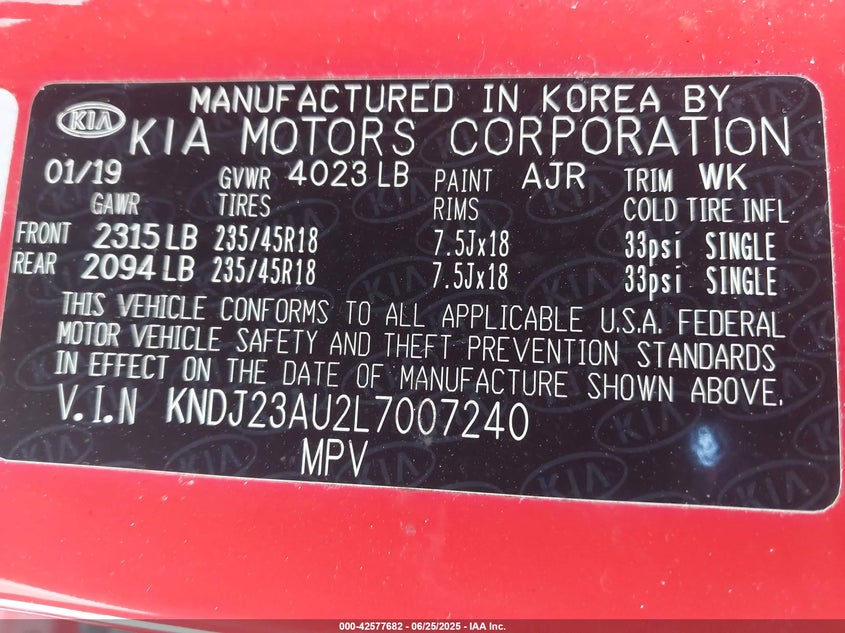 KIA
MANUFACTURED IN KOREA BY
KIA MOTORS CORPORATION
01/19 GVWR 4023 LB PAINT AJR TRIM WK
GAWR TIRES RIMS COLD TIRE INFL
FRONT 2315 LB 235/45R18 7.5Jx18 33psi SINGLE
REAR 2094 LB 235/45R18 7.5Jx18 33psi SINGLE
THIS VEHICLE CONFORMS TO ALL APPLICABLE U.S.A. FEDERAL
MOTOR VEHICLE SAFETY AND THEFT PREVENTION STANDARDS
IN EFFECT ON THE DATE OF MANUFACTURE SHOWN ABOVE.
V.I.N KNDJ23AU2L7007240
MPV
000-42577682 - 06/25/2025 - IAA Inc.